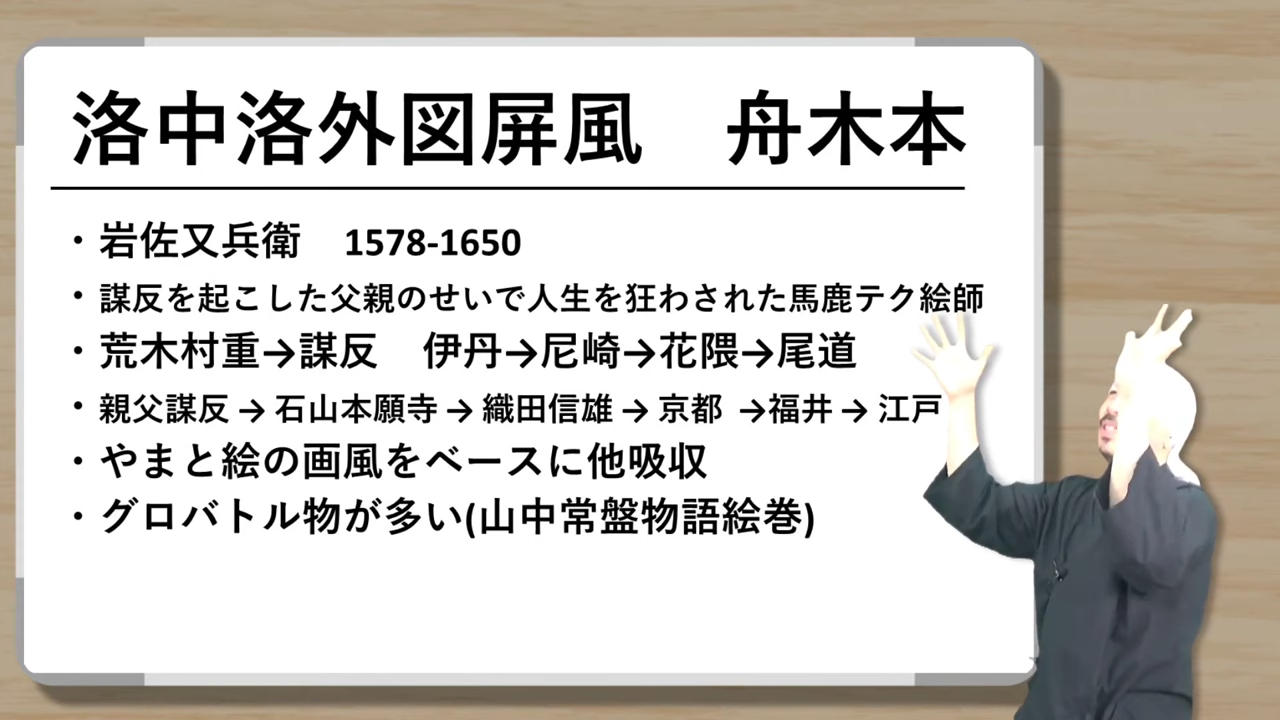 洛中洛外図屏風　舟木本
・岩佐又兵衛　1578-1650
・謀反を起こした父親のせいで人生を狂わされた馬鹿テク絵師
・荒木村重→謀反　伊丹→尼崎→花隈→尾道
・親父謀反 → 石山本願寺 → 織田信雄 → 京都 →福井 → 江戸
・やまと絵の画風をベースに他吸収
・グロバトル物が多い(山中常盤物語絵巻)